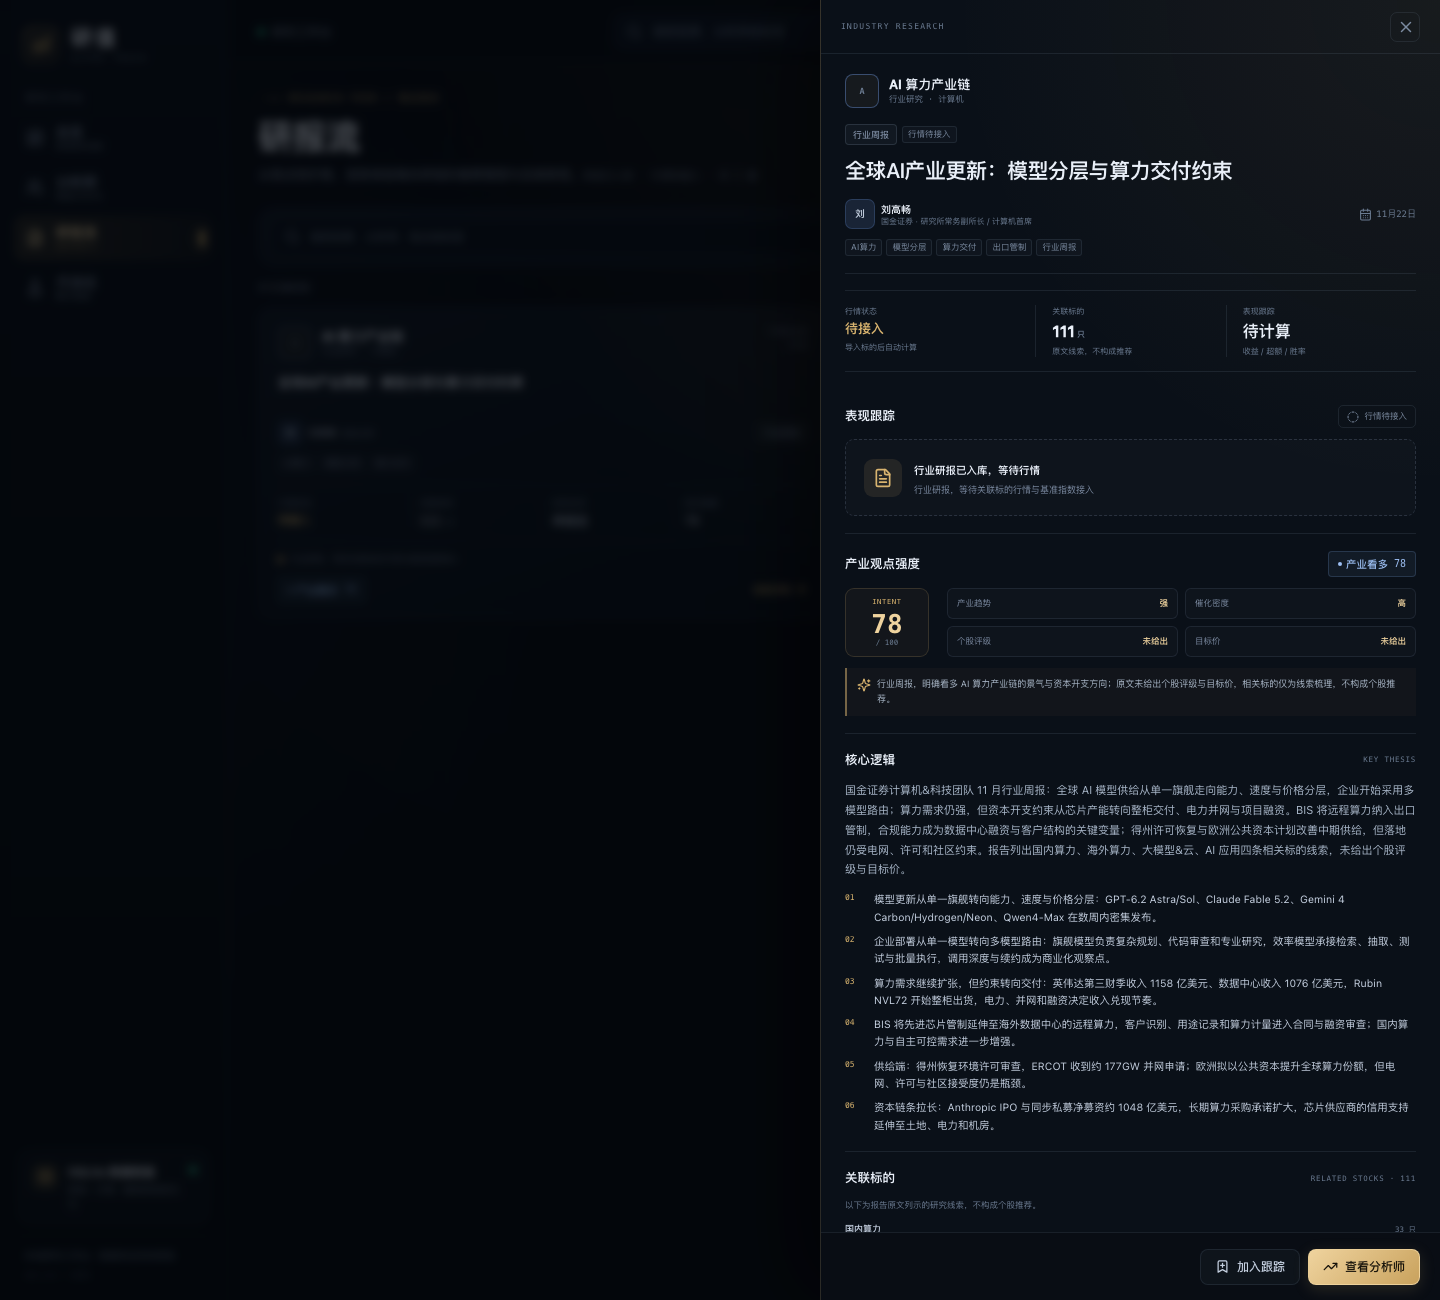 INDUSTRY RESEARCH
A
AI 算力产业链
行业研究 · 计算机
行业周报
行情待接入
全球AI产业更新：模型分层与算力交付约束
刘
刘高畅
国金证券 · 研究所常务副所长 / 计算机首席
11月22日
AI算力
模型分层
算力交付
出口管制
行业周报
行情状态
待接入
导入标的后自动计算
关联标的
111 只
原文线索，不构成推荐
表现跟踪
待计算
收益 / 超额 / 胜率
表现跟踪
行情待接入
行业研报已入库，等待行情
行业研报，等待关联标的行情与基准指数接入
产业观点强度
产业看多 78
INTENT
78
/ 100
产业趋势
强
催化密度
高
个股评级
未给出
目标价
未给出
行业周报，明确看多 AI 算力产业链的景气与资本开支方向；原文未给出个股评级与目标价，相关标的仅为线索梳理，不构成个股推
荐。
核心逻辑
KEY THESIS
国金证券计算机&科技团队 11 月行业周报：全球 AI 模型供给从单一旗舰走向能力、速度与价格分层，企业开始采用多
模型路由；算力需求仍强，但资本开支约束从芯片产能转向整柜交付、电力并网与项目融资。BIS 将远程算力纳入出口
管制，合规能力成为数据中心融资与客户结构的关键变量；得州许可恢复与欧洲公共资本计划改善中期供给，但落地
仍受电网、许可和社区约束。报告列出国内算力、海外算力、大模型&云、AI 应用四条相关标的线索，未给出个股评
级与目标价。
01
模型更新从单一旗舰转向能力、速度与价格分层：GPT-6.2 Astra/Sol、Claude Fable 5.2、Gemini 4
Carbon/Hydrogen/Neon、Qwen4-Max 在数周内密集发布。
02
企业部署从单一模型转向多模型路由：旗舰模型负责复杂规划、代码审查和专业研究，效率模型承接检索、抽取、测
试与批量执行，调用深度与续约成为商业化观察点。
03
算力需求继续扩张，但约束转向交付：英伟达第三财季收入 1158 亿美元、数据中心收入 1076 亿美元，Rubin
NVL72 开始整柜出货，电力、并网和融资决定收入兑现节奏。
04
BIS 将先进芯片管制延伸至海外数据中心的远程算力，客户识别、用途记录和算力计量进入合同与融资审查；国内算
力与自主可控需求进一步增强。
05
供给端：得州恢复环境许可审查，ERCOT 收到约 177GW 并网申请；欧洲拟以公共资本提升全球算力份额，但电
网、许可与社区接受度仍是瓶颈。
06
资本链条拉长：Anthropic IPO 与同步私募净募资约 1048 亿美元，长期算力采购承诺扩大，芯片供应商的信用支持
延伸至土地、电力和机房。
关联标的
RELATED STOCKS · 111
以下为报告原文列示的研究线索，不构成个股推荐。
国内算力
33 只
加入跟踪
查看分析师